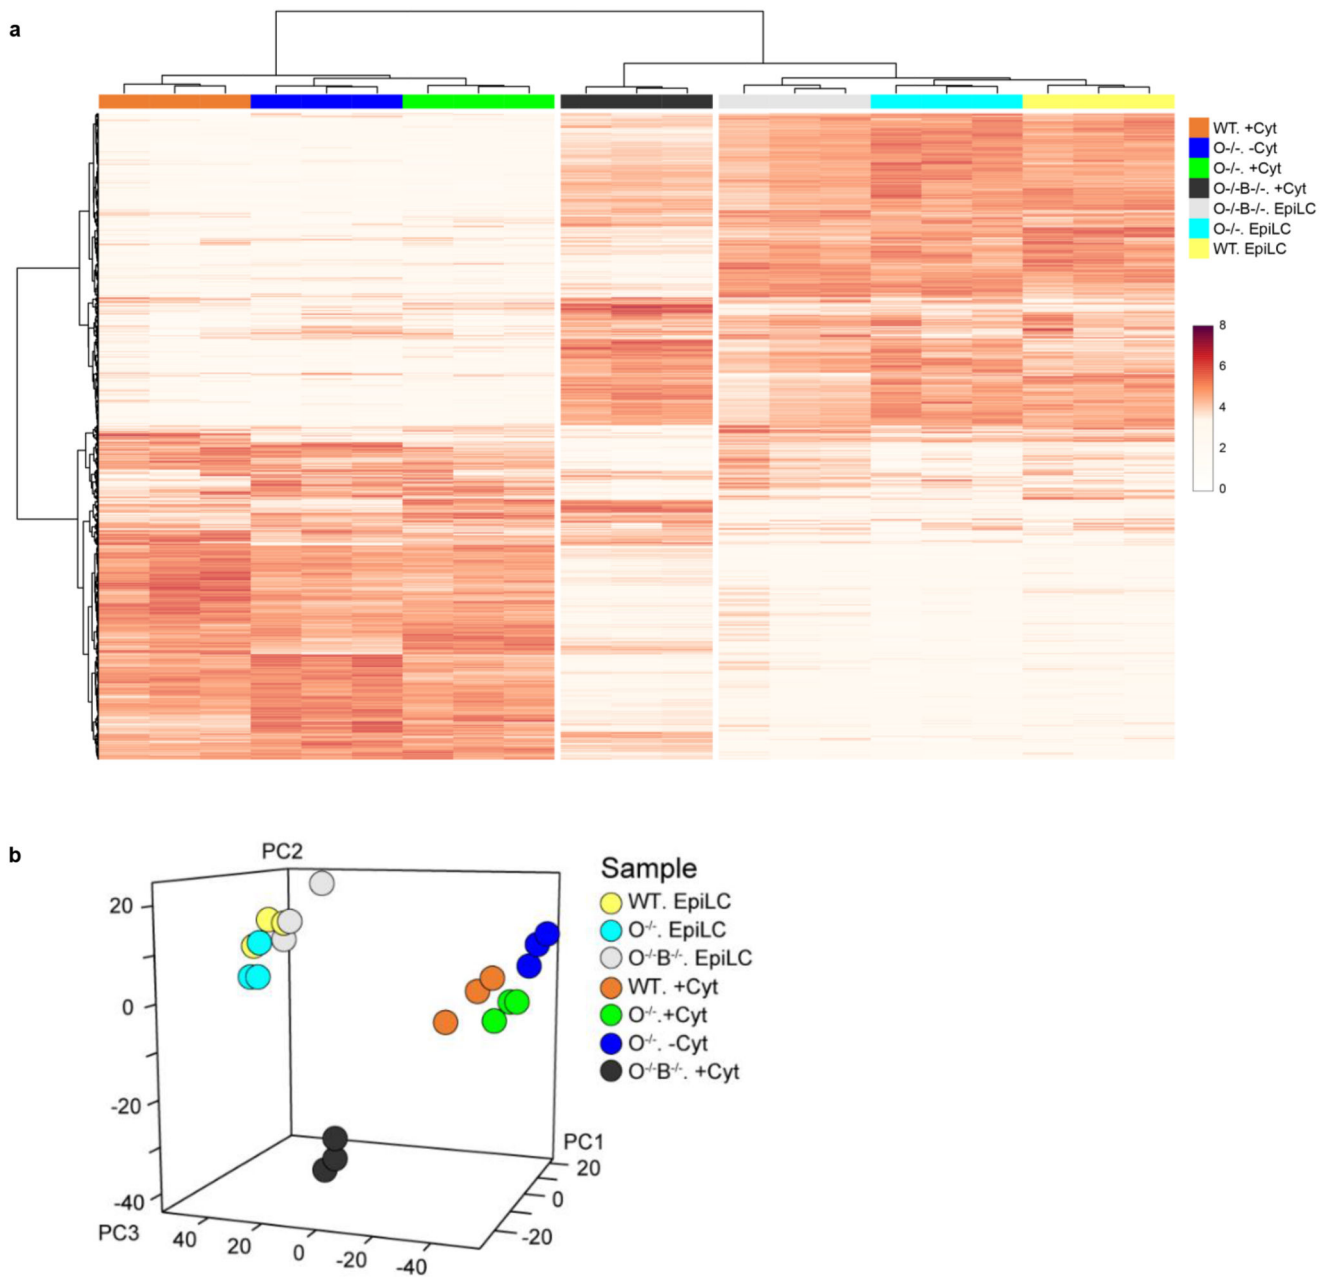 a
WT. +Cyt
O-/-. -Cyt
O-/-. +Cyt
O-/-B-/-. +Cyt
O-/-B-/-. EpiLC
O-/-. EpiLC
WT. EpiLC
8
6
4
2
0
b
PC2
20
0
-20
-40
PC3
40
20
0
-20
-40
PC1
20
0
-20
Sample
WT. EpiLC
O-/-. EpiLC
O-/-B-/-. EpiLC
WT. +Cyt
O-/-.+Cyt
O-/-. -Cyt
O-/-B-/-. +Cyt